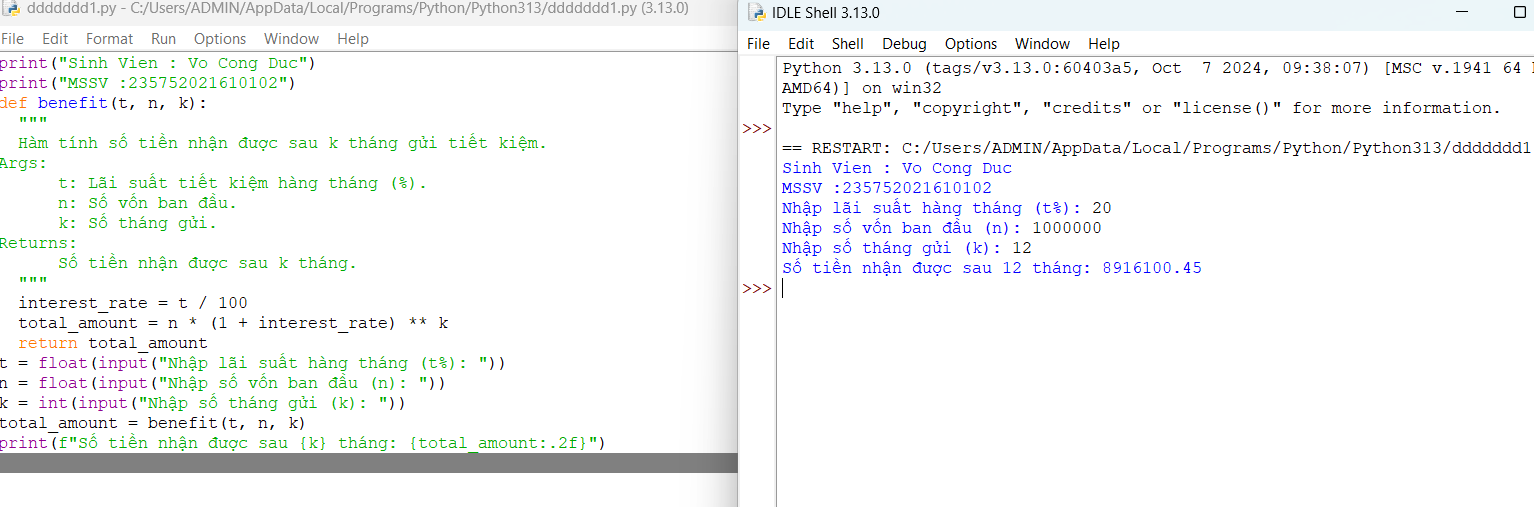 ddddddd1.py - C:/Users/ADMIN/AppData/Local/Programs/Python/Python313/ddddddd1.py (3.13.0)
File Edit Format Run Options Window Help
print("Sinh Vien : Vo Cong Duc")
print("MSSV :235752021610102")
def benefit(t, n, k):
"""
Hàm tính số tiền nhận được sau k tháng gửi tiết kiệm.
Args:
t: Lãi suất tiết kiệm hàng tháng (%).
n: Số vốn ban đầu.
k: Số tháng gửi.
Returns:
Số tiền nhận được sau k tháng.
"""
interest_rate = t / 100
total_amount = n * (1 + interest_rate) ** k
return total_amount
t = float(input("Nhập lãi suất hàng tháng (t%): "))
n = float(input("Nhập số vốn ban đầu (n): "))
k = int(input("Nhập số tháng gửi (k): "))
total_amount = benefit(t, n, k)
print(f"Số tiền nhận được sau {k} tháng: {total_amount:.2f}")
IDLE Shell 3.13.0
File Edit Shell Debug Options Window Help
Python 3.13.0 (tags/v3.13.0:60403a5, Oct 7 2024, 09:38:07) [MSC v.1941 64
AMD64)] on win32
Type "help", "copyright", "credits" or "license()" for more information.
>>>
== RESTART: C:/Users/ADMIN/AppData/Local/Programs/Python/Python313/ddddddd1
Sinh Vien : Vo Cong Duc
MSSV :235752021610102
Nhập lãi suất hàng tháng (t%): 20
Nhập số vốn ban đầu (n): 1000000
Nhập số tháng gửi (k): 12
Số tiền nhận được sau 12 tháng: 8916100.45
>>>